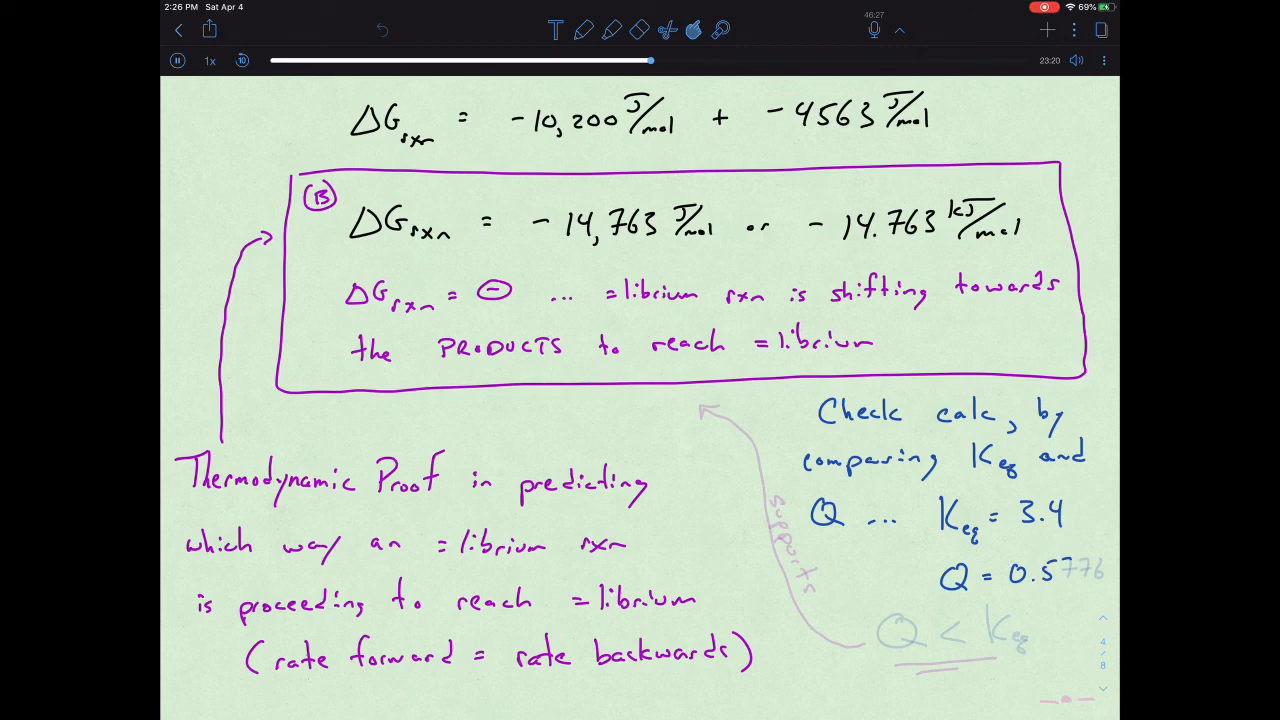 2:26 PM Sat Apr 4
69%
46:27
T
1x
10
23:20
ΔGrxn = -10,200 J/mol + -4563 J/mol
B
ΔGrxn = -14,763 J/mol or -14.763 kJ/mol
ΔGrxn = ⊖ ... =librium rxn is shifting towards
the PRODUCTS to reach =librium
Check calc, by
comparing Keq and
Q ... Keq = 3.4
Q = 0.5776
Q < Keq
supports
Thermodynamic Proof in predicting
which way an =librium rxn
is proceeding to reach =librium
(rate forward = rate backwards)
4
/
8